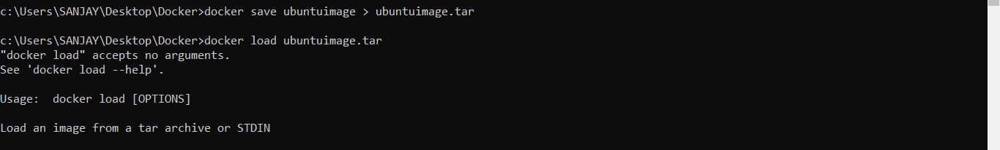 c:\Users\SANJAY\Desktop\Docker>docker save ubuntuimage > ubuntuimage.tar
c:\Users\SANJAY\Desktop\Docker>docker load ubuntuimage.tar
"docker load" accepts no arguments.
See 'docker load --help'.
Usage:  docker load [OPTIONS]
Load an image from a tar archive or STDIN